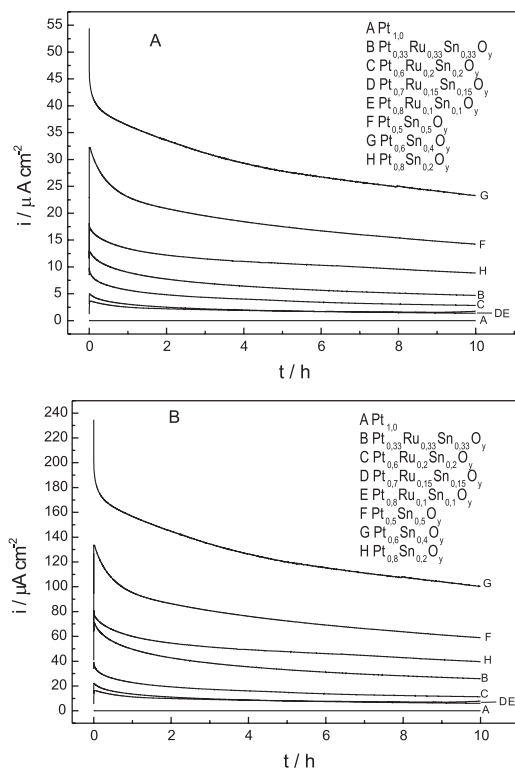 A
A Pt1,0
B Pt0,33Ru0,33Sn0,33Oy
C Pt0,6Ru0,2Sn0,2Oy
D Pt0,7Ru0,15Sn0,15Oy
E Pt0,8Ru0,1Sn0,1Oy
F Pt0,5Sn0,5Oy
G Pt0,6Sn0,4Oy
H Pt0,8Sn0,2Oy
55
50
45
40
35
30
25
20
15
10
5
0
i / μA cm-2
G
F
H
B
C
DE
A
0 2 4 6 8 10
t / h
B
A Pt1,0
B Pt0,33Ru0,33Sn0,33Oy
C Pt0,6Ru0,2Sn0,2Oy
D Pt0,7Ru0,15Sn0,15Oy
E Pt0,8Ru0,1Sn0,1Oy
F Pt0,5Sn0,5Oy
G Pt0,6Sn0,4Oy
H Pt0,8Sn0,2Oy
240
220
200
180
160
140
120
100
80
60
40
20
0
i / μA cm-2
G
F
H
B
C
DE
A
0 2 4 6 8 10
t / h